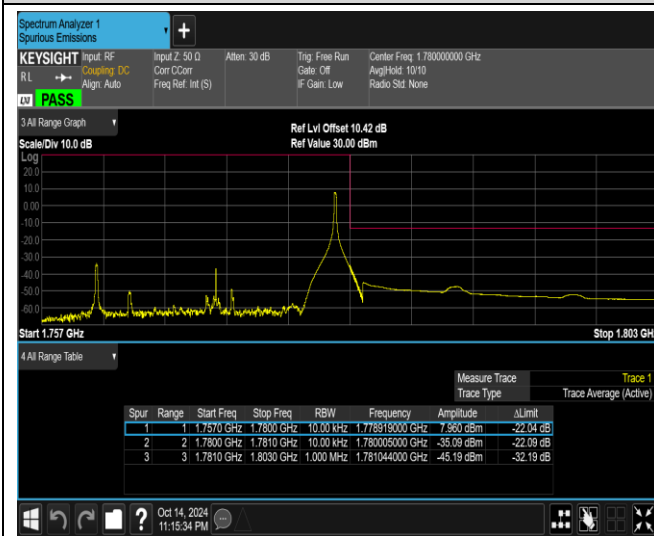 Spectrum Analyzer 1
Spurious Emissions
KEYSIGHT Input: RF Input Z: 50 Ω Atten: 30 dB Trig: Free Run Center Freq: 1.780000000 GHz
RL Coupling: DC Corr CCorr Gate: Off Avg|Hold: 10/10
Align: Auto Freq Ref: Int (S) IF Gain: Low Radio Std: None
LXI PASS
3 All Range Graph
Ref Lvl Offset 10.42 dB
Scale/Div 10.0 dB Ref Value 30.00 dBm
Log
20.0
10.0
0.00
-10.0
-20.0
-30.0
-40.0
-50.0
-60.0
Start 1.757 GHz Stop 1.803 GH
4 All Range Table
Measure Trace Trace 1
Trace Type Trace Average (Active)
Spur Range Start Freq Stop Freq RBW Frequency Amplitude ΔLimit
1 1 1.7570 GHz 1.7800 GHz 10.00 kHz 1.778919000 GHz 7.960 dBm -22.04 dB
2 2 1.7800 GHz 1.7810 GHz 10.00 kHz 1.780005000 GHz -35.09 dBm -22.09 dB
3 3 1.7810 GHz 1.8030 GHz 1.000 MHz 1.781044000 GHz -45.19 dBm -32.19 dB
? Oct 14, 2024
11:15:34 PM